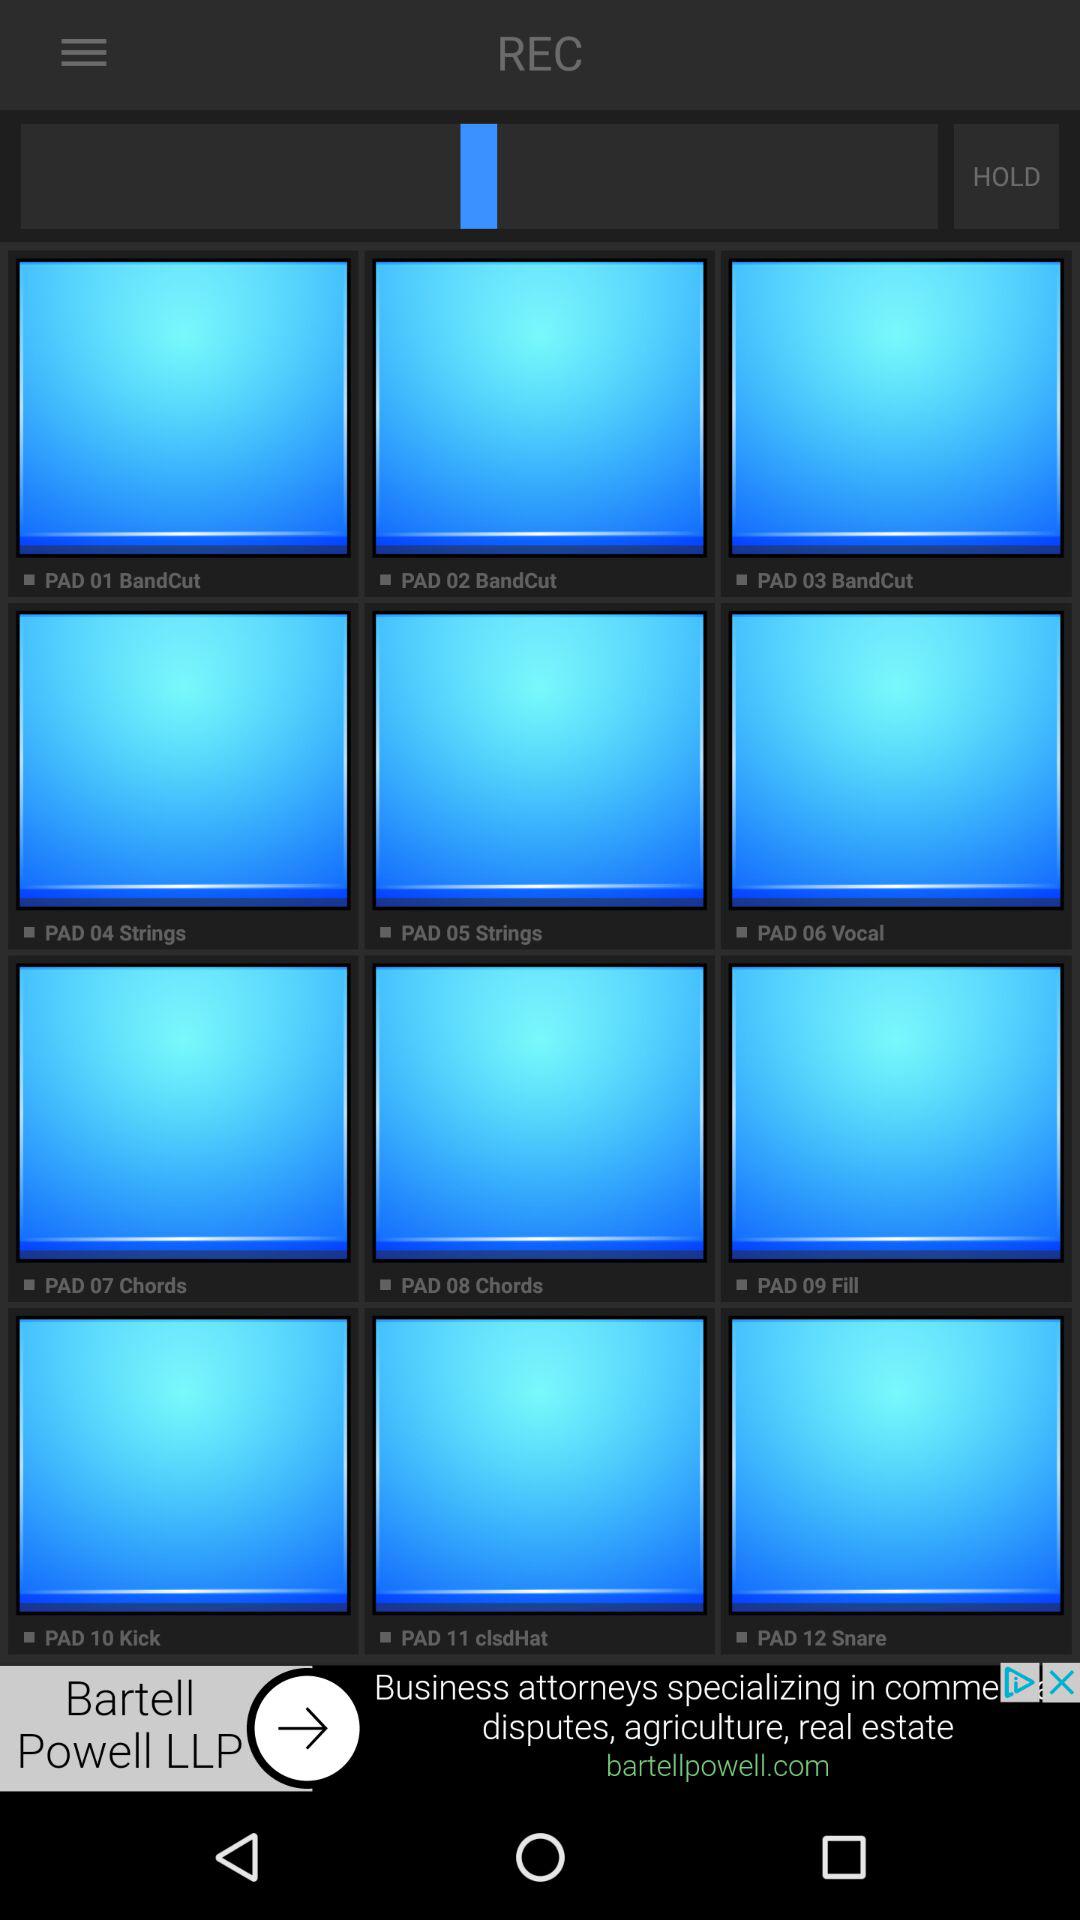 REC
HOLD
PAD 01 BandCut
PAD 02 BandCut
PAD 03 BandCut
PAD 04 Strings
PAD 05 Strings
PAD 06 Vocal
PAD 07 Chords
PAD 08 Chords
PAD 09 Fill
PAD 10 Kick
PAD 11 clsdHat
PAD 12 Snare
Bartell
Powell LLP
Business attorneys specializing in
disputes, agriculture, real estate
bartellpowell.com